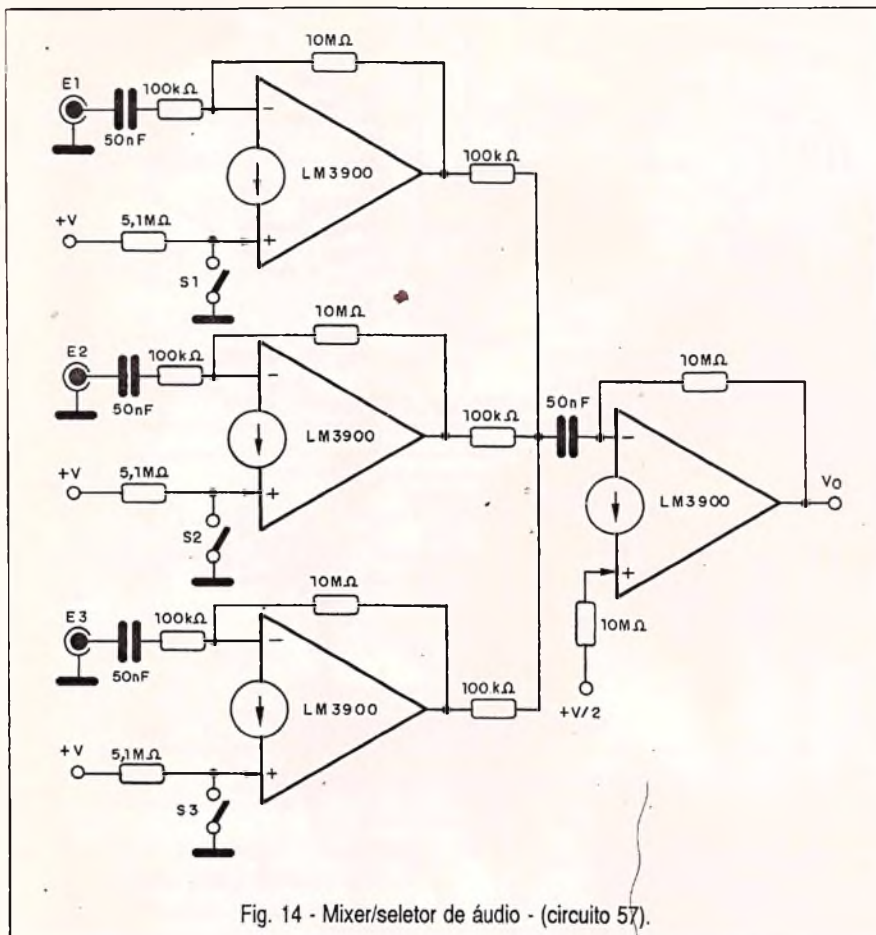 10MΩ
E1
100kΩ
50nF
−
LM3900
100kΩ
+V
5,1MΩ
+
S1
10MΩ
E2
100kΩ
50nF
−
LM3900
100kΩ
50nF
10MΩ
+V
5,1MΩ
+
S2
−
LM3900
Vo
+
10MΩ
+V/2
10MΩ
E3
100kΩ
50nF
−
LM3900
100kΩ
+V
5,1MΩ
+
S3
Fig. 14 - Mixer/seletor de áudio - (circuito 57).